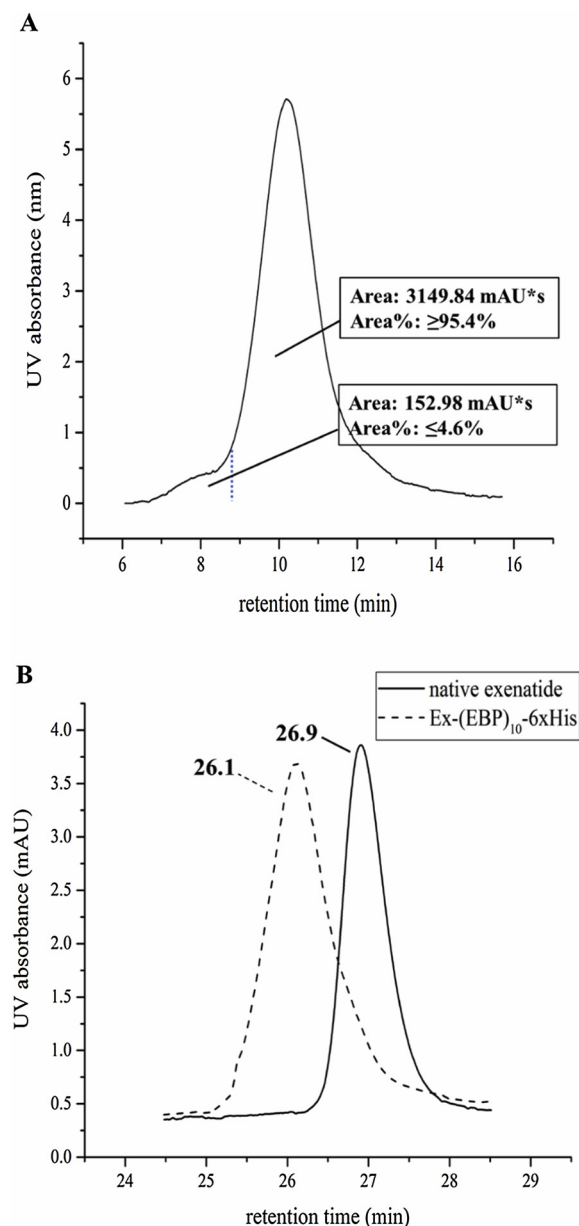 A
UV absorbance (nm)
6
5
4
3
2
1
0
Area: 3149.84 mAU*s
Area%: ≥95.4%
Area: 152.98 mAU*s
Area%: ≤4.6%
6 8 10 12 14 16
retention time (min)
B
native exenatide
Ex-(EBP)10-6xHis
UV absorbance (mAU)
4.0
3.5
3.0
2.5
2.0
1.5
1.0
0.5
0.0
26.9
26.1
24 25 26 27 28 29
retention time (min)